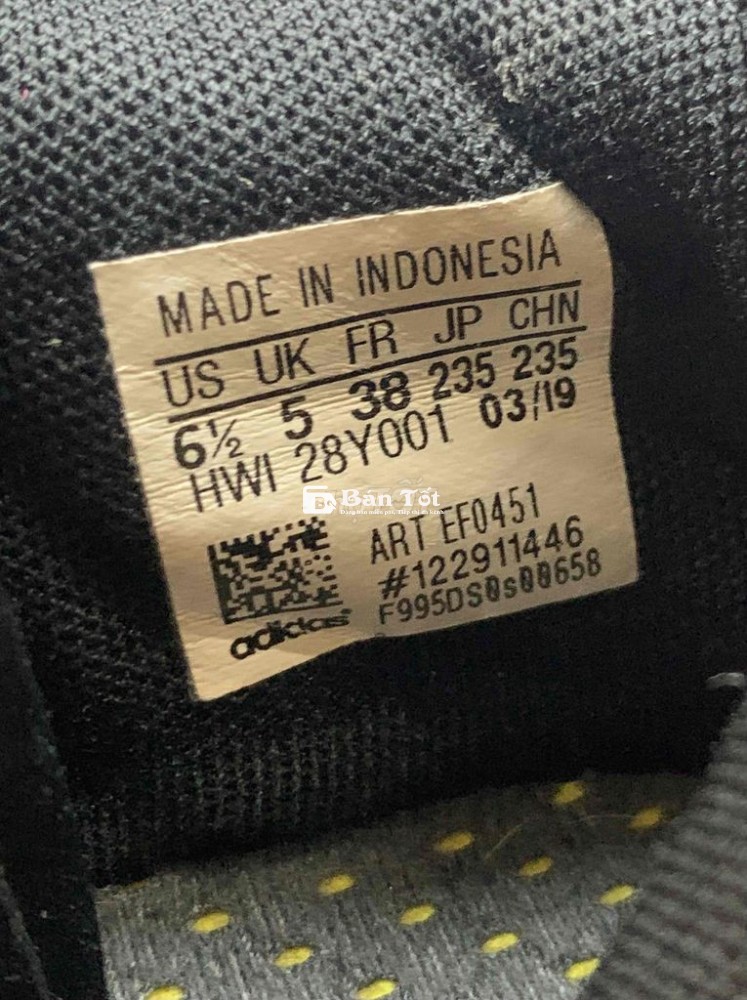 MADE IN INDONESIA
US UK FR JP CHN
6½ 5 38 235 235
HWI 28Y001 03/19
Bán Tốt
ART EF0451
#122911446
F995DS0s00658
adidas